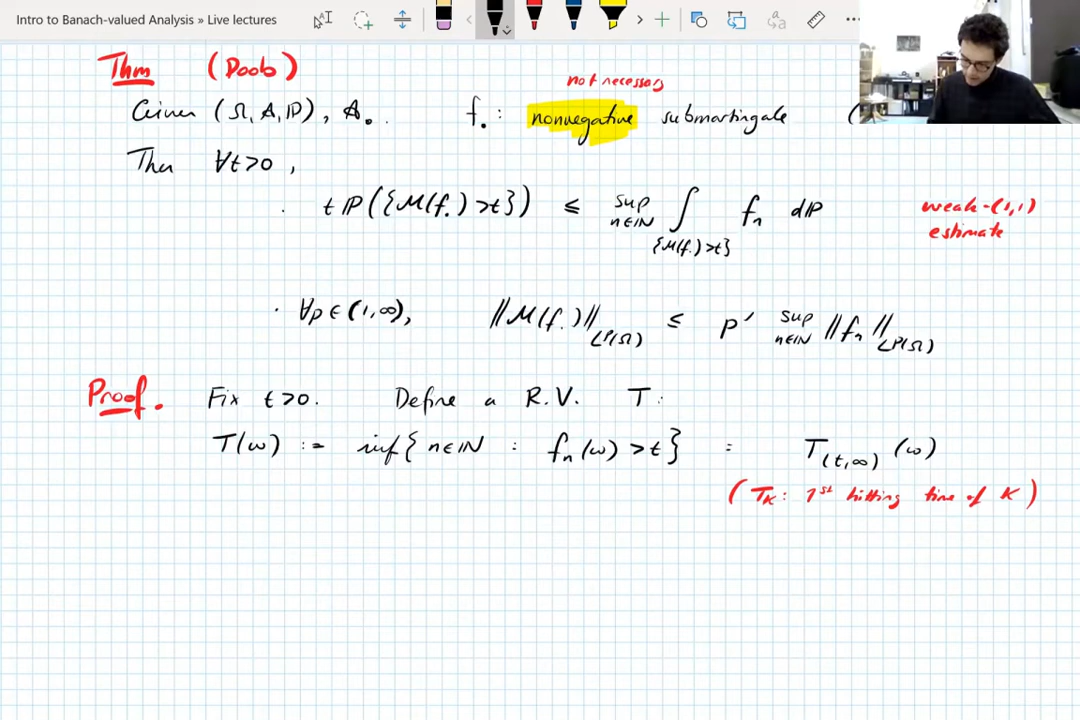 Intro to Banach-valued Analysis » Live lectures
Thm (Doob)
not necessary
Given (Ω, 𝔸, ℙ), 𝔸• . f• : nonnegative submartingale (
Then ∀t>0,
· t ℙ({M(f•) > t}) ≤ sup_{n∈ℕ} ∫_{{M(f•)>t}} f_n dℙ
weak-(1,1)
estimate
· ∀p ∈ (1,∞), ||M(f•)||_{L^p(Ω)} ≤ p' sup_{n∈ℕ} ||f_n||_{L^p(Ω)}
Proof. Fix t>0. Define a R.V. T:
T(ω) := inf{ n∈ℕ : f_n(ω) > t } = T_{(t,∞)}(ω)
(T_K: 1st hitting time of K)